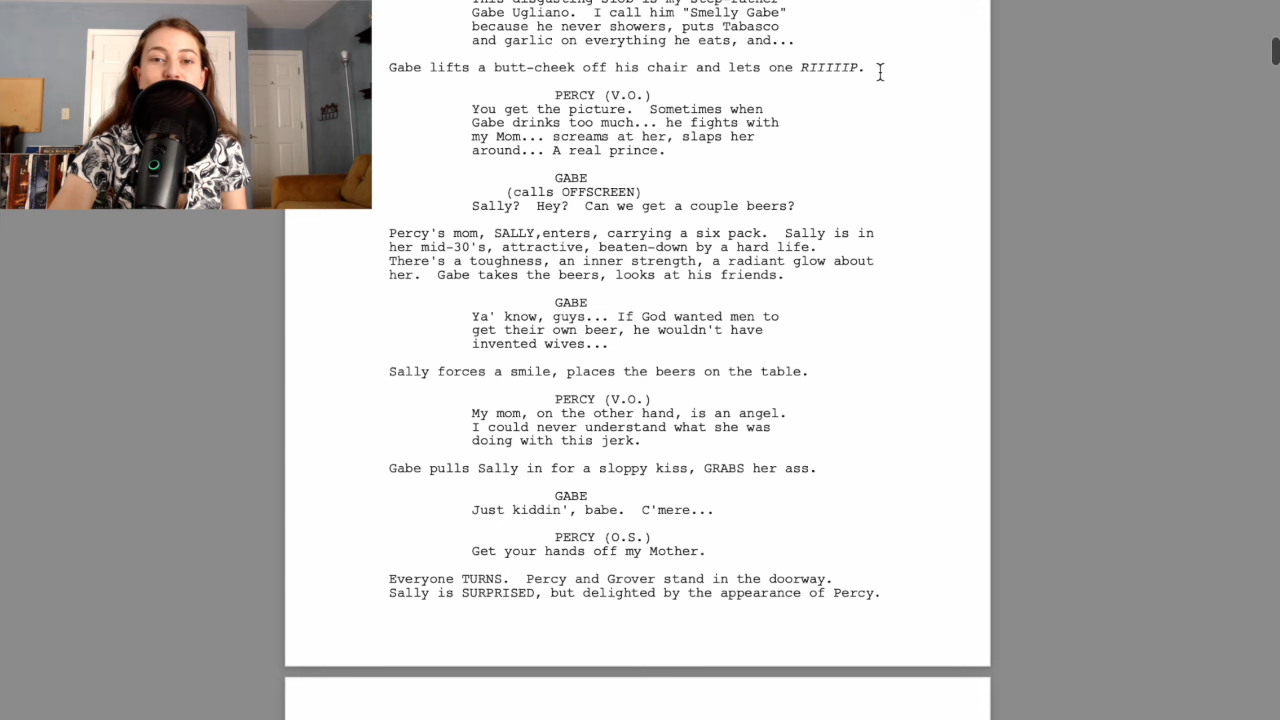 This disgusting slob is my step-father
Gabe Ugliano.  I call him "Smelly Gabe"
because he never showers, puts Tabasco
and garlic on everything he eats, and...
Gabe lifts a butt-cheek off his chair and lets one RIIIIIP.
PERCY (V.O.)
You get the picture.  Sometimes when
Gabe drinks too much... he fights with
my Mom... screams at her, slaps her
around... A real prince.
GABE
(calls OFFSCREEN)
Sally?  Hey?  Can we get a couple beers?
Percy's mom, SALLY,enters, carrying a six pack.  Sally is in
her mid-30's, attractive, beaten-down by a hard life.
There's a toughness, an inner strength, a radiant glow about
her.  Gabe takes the beers, looks at his friends.
GABE
Ya' know, guys... If God wanted men to
get their own beer, he wouldn't have
invented wives...
Sally forces a smile, places the beers on the table.
PERCY (V.O.)
My mom, on the other hand, is an angel.
I could never understand what she was
doing with this jerk.
Gabe pulls Sally in for a sloppy kiss, GRABS her ass.
GABE
Just kiddin', babe.  C'mere...
PERCY (O.S.)
Get your hands off my Mother.
Everyone TURNS.  Percy and Grover stand in the doorway.
Sally is SURPRISED, but delighted by the appearance of Percy.